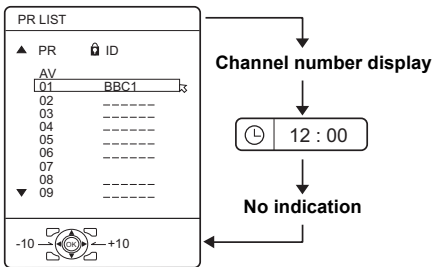 PR LIST
PR ID
AV
01 BBC1
02 ______
03 ______
04 ______
05 ______
06 ______
07
08 ______
09 ______
-10 OK +10
Channel number display
12 : 00
No indication